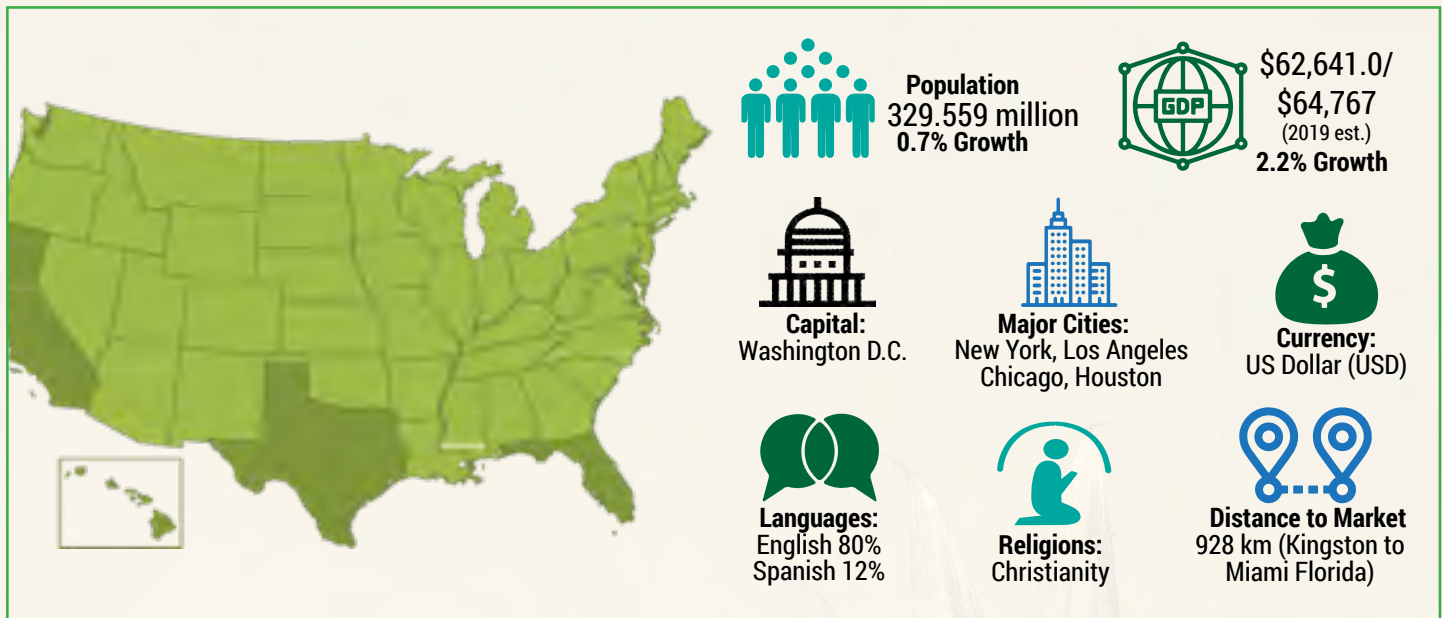 Population
329.559 million
0.7% Growth
GDP
$62,641.0/
$64,767
(2019 est.)
2.2% Growth
Capital:
Washington D.C.
Major Cities:
New York, Los Angeles
Chicago, Houston
$
Currency:
US Dollar (USD)
Languages:
English 80%
Spanish 12%
Religions:
Christianity
Distance to Market
928 km (Kingston to
Miami Florida)